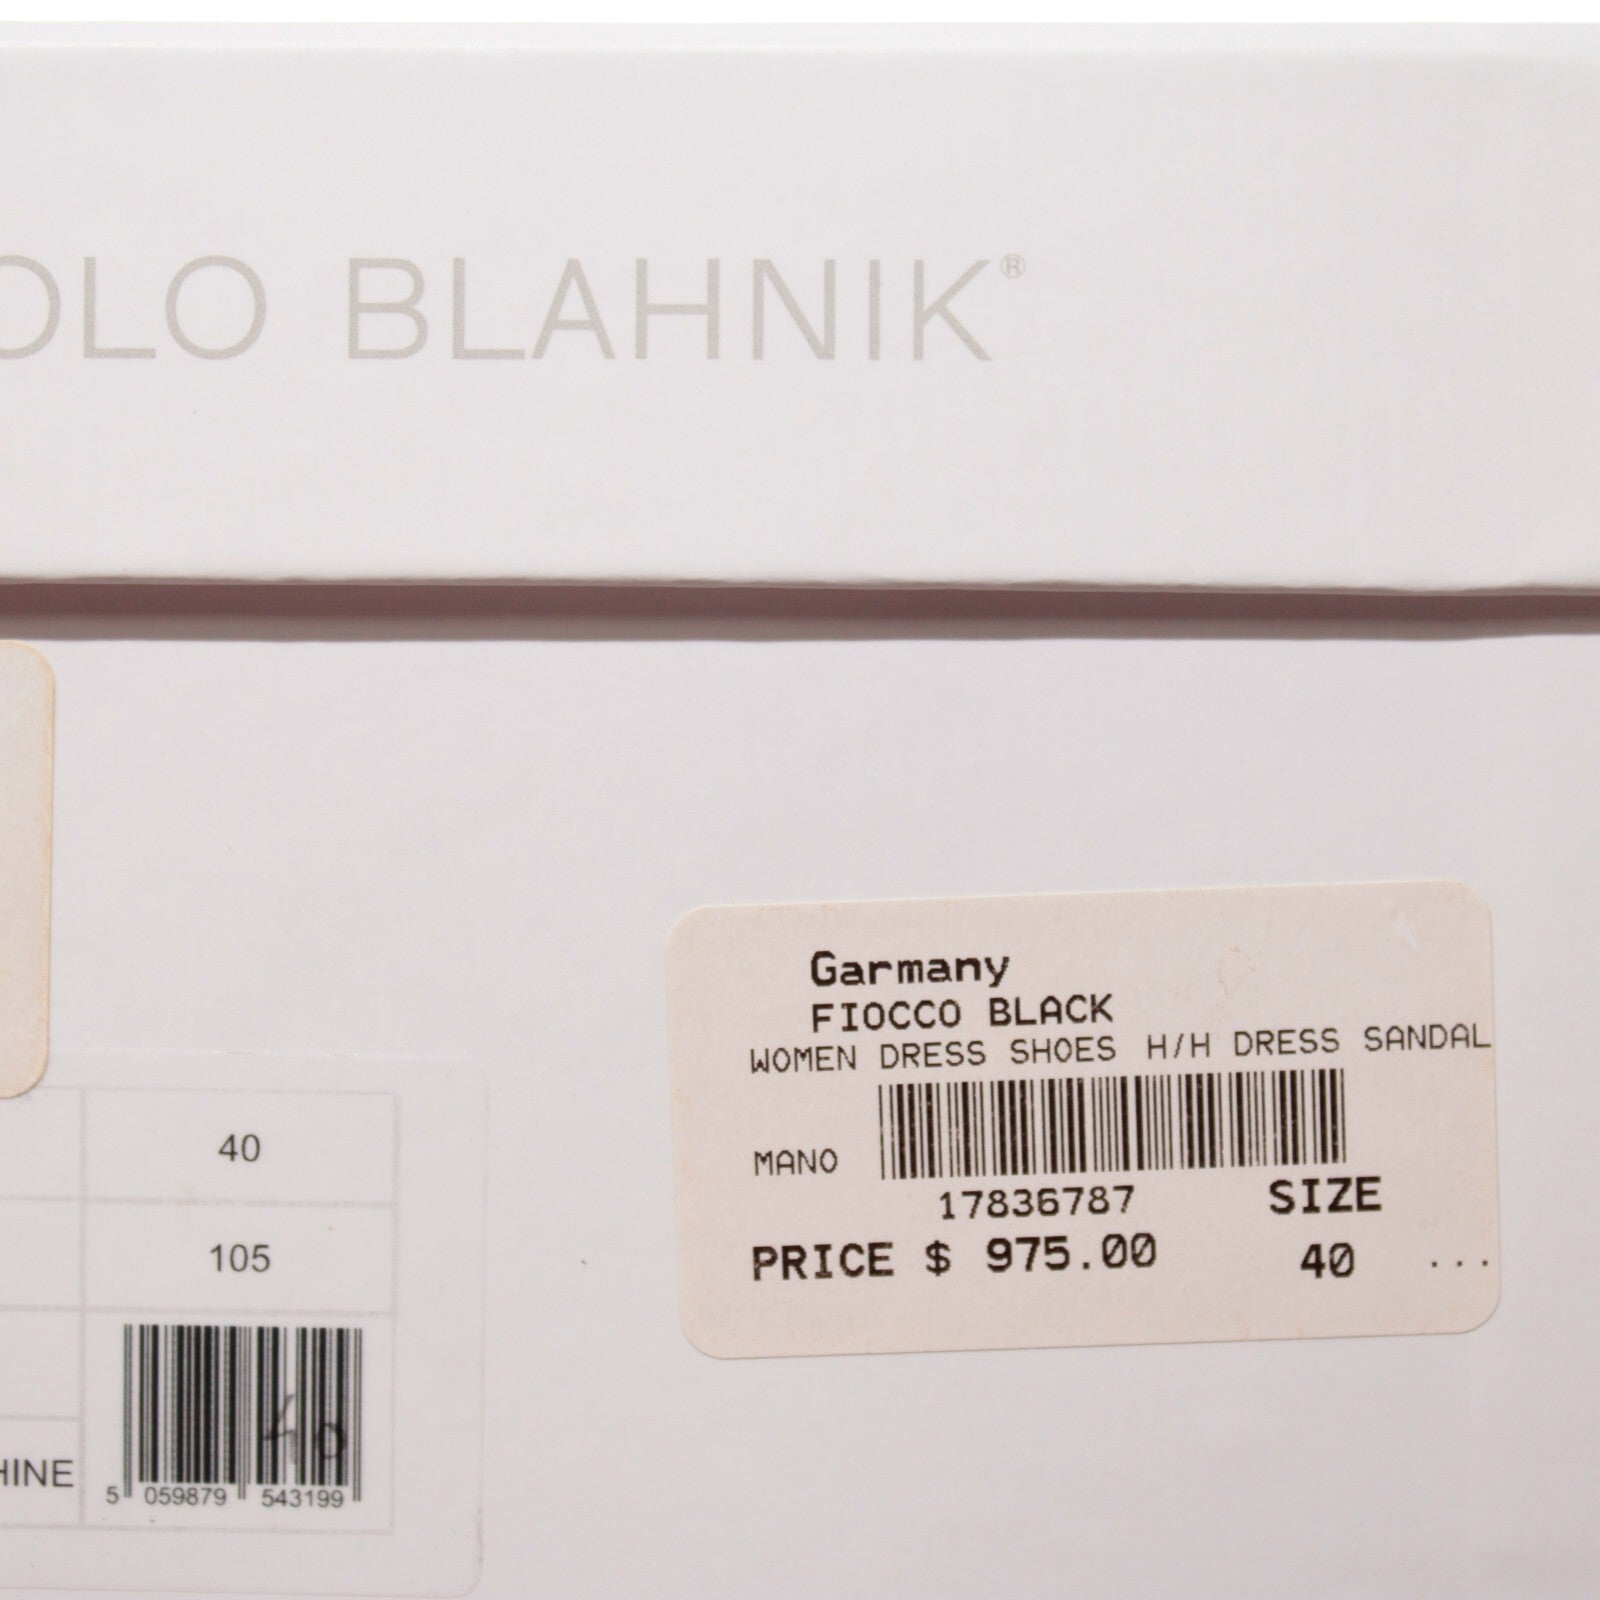 OLO BLAHNIK®
Garmany
FIOCCO BLACK
WOMEN DRESS SHOES H/H DRESS SANDAL
MANO
17836787 SIZE
PRICE $ 975.00 40 ...
40
105
40
HINE
5 059879 543199